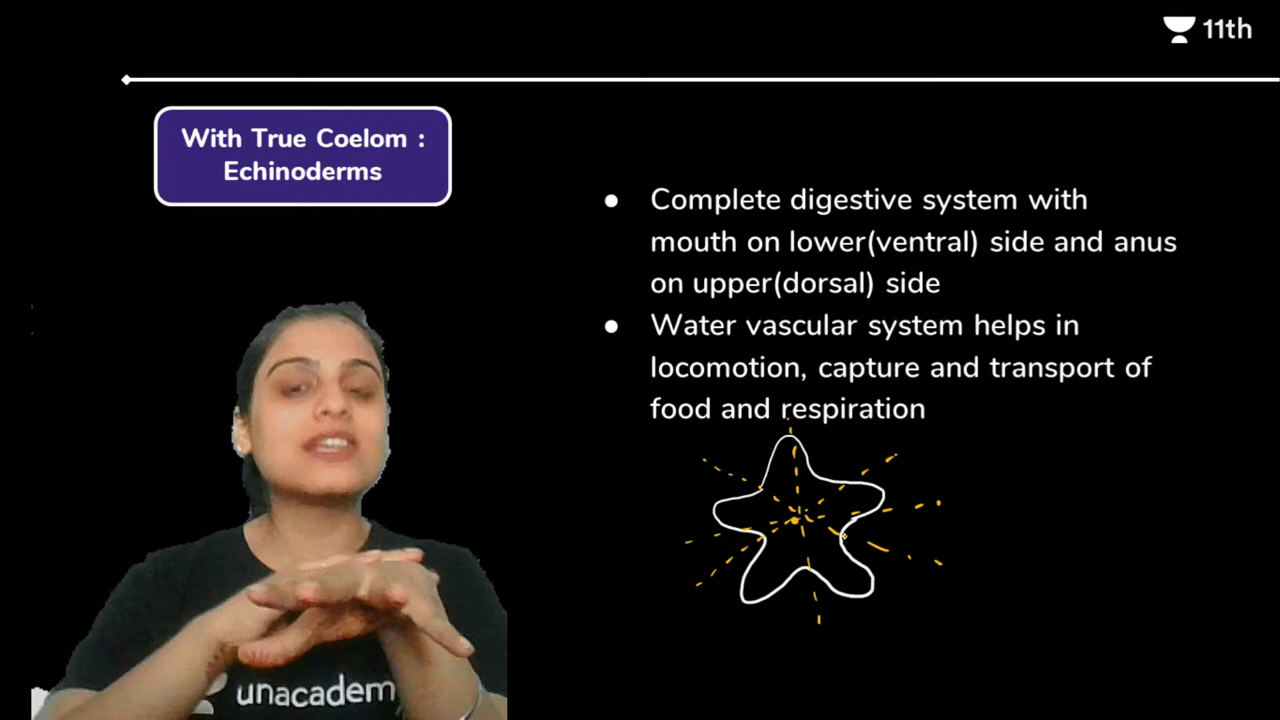 11th
With True Coelom :
Echinoderms
● Complete digestive system with
mouth on lower(ventral) side and anus
on upper(dorsal) side
● Water vascular system helps in
locomotion, capture and transport of
food and respiration
unacadem